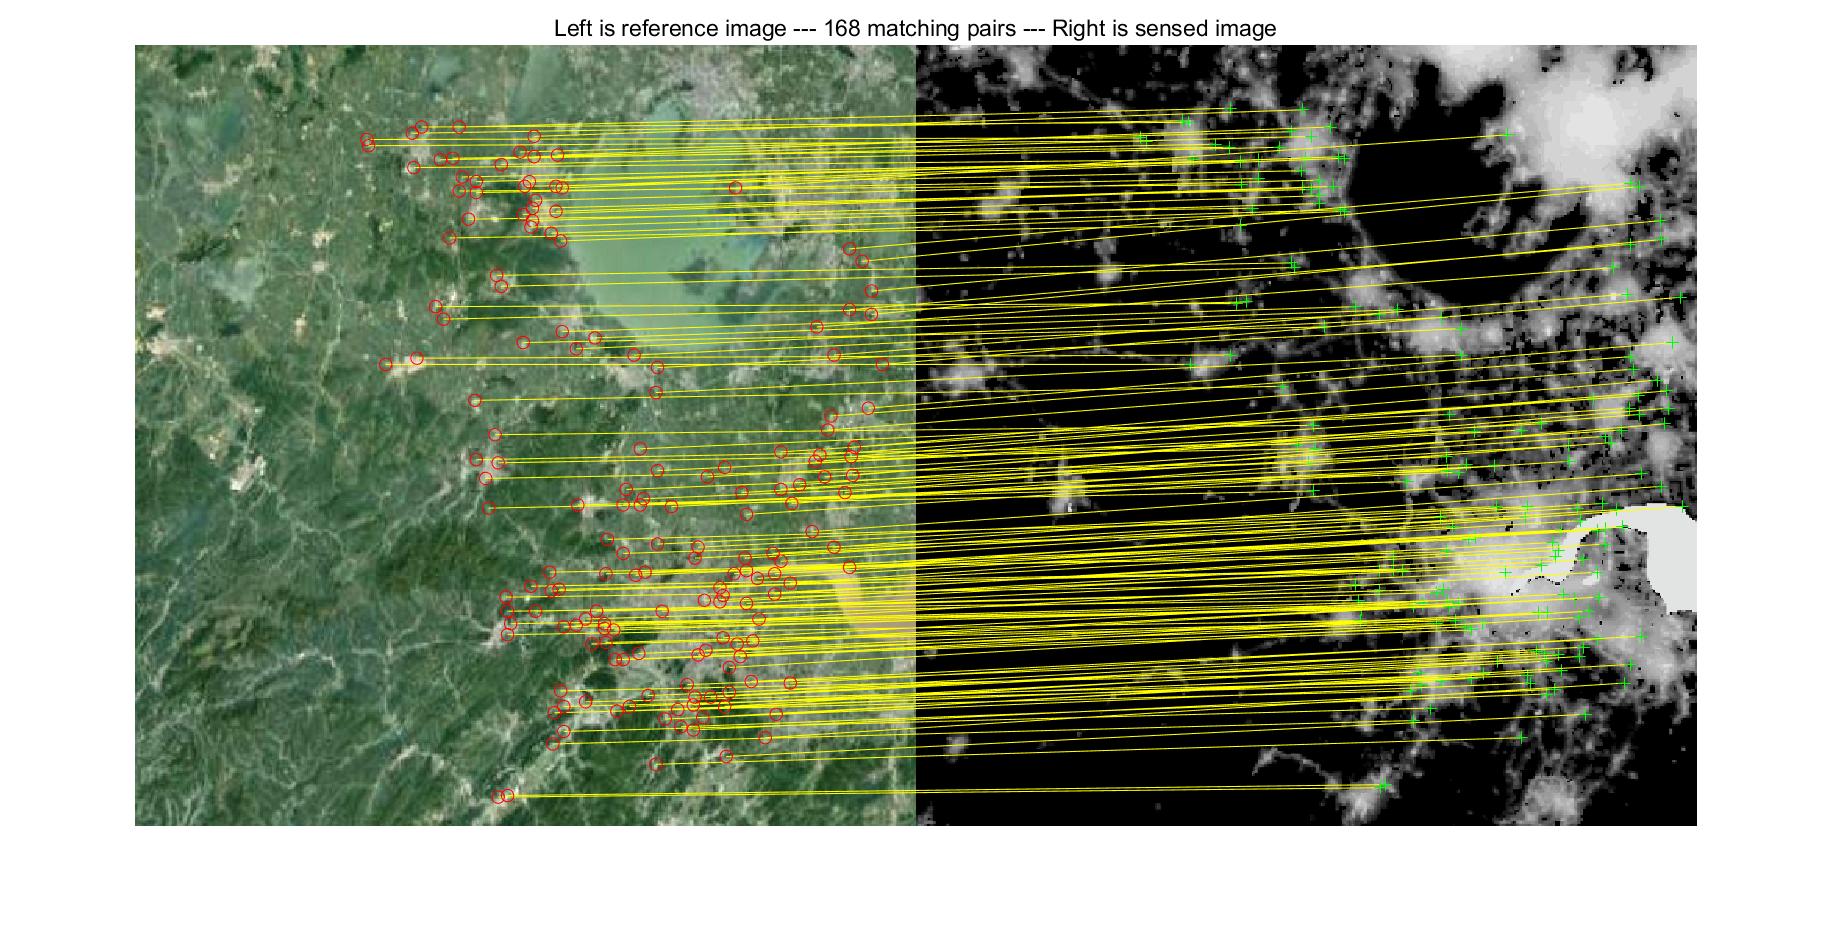 Left is reference image --- 168 matching pairs --- Right is sensed image